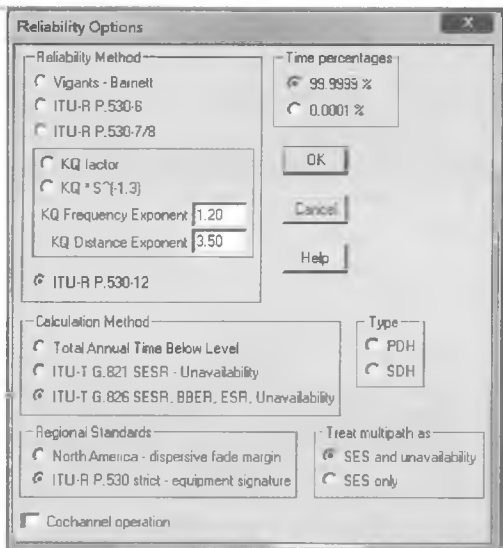 Reliability Options
Reliability Method
Vigants - Barnett
ITU-R P.530-6
ITU-R P.530-7/8
KQ factor
KQ * S^(-1.3)
KQ Frequency Exponent 1.20
KQ Distance Exponent 3.50
ITU-R P.530-12
Time percentages
99.9999 %
0.0001 %
OK
Cancel
Help
Calculation Method
Total Annual Time Below Level
ITU-T G.821 SESR - Unavailability
ITU-T G.826 SESR, BBER, ESR, Unavailability
Type
PDH
SDH
Regional Standards
North America - dispersive fade margin
ITU-R P.530 strict - equipment signature
Treat multipath as
SES and unavailability
SES only
Cochannel operation